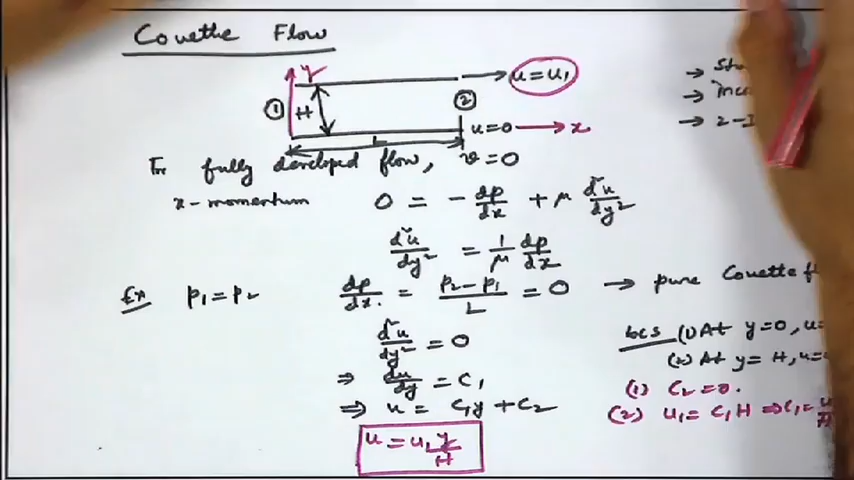 Couette Flow
→ u = u₁
→
① H ② →
u=0 → x
→ 2-
L
For fully developed flow, v=0
x-momentum 0 = - dp/dx + μ d²u/dy²
d²u/dy² = 1/μ dp/dx
Ex p₁ = p₂ dp/dx = (p₂ - p₁)/L = 0 → pure Couette f
d²u/dy² = 0
bcs (1) At y=0, u=
⇒ du/dy = C₁
(2) At y= H, u=
⇒ u = C₁y + C₂
(1) C₂=0.
(2) u₁ = C₁H ⇒ C₁ =
u = u₁ y/H